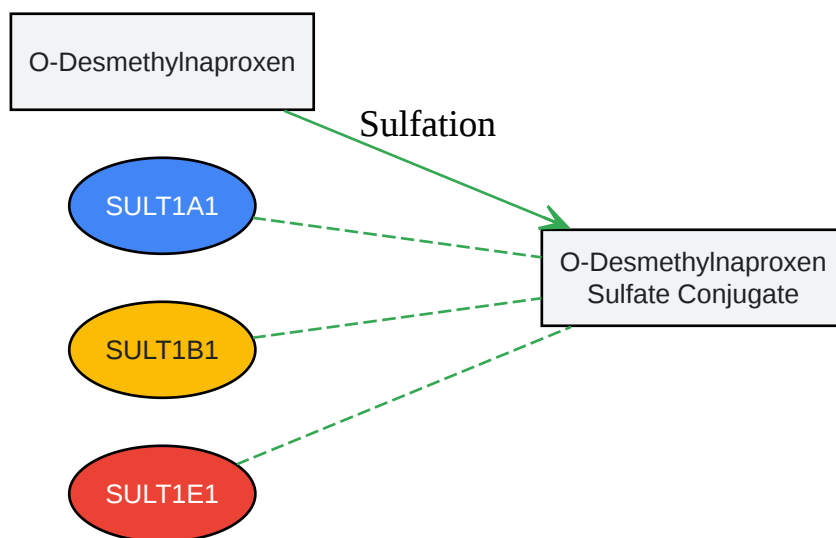 O-Desmethylnaproxen
Sulfation
SULT1A1
O-Desmethylnaproxen
Sulfate Conjugate
SULT1B1
SULT1E1